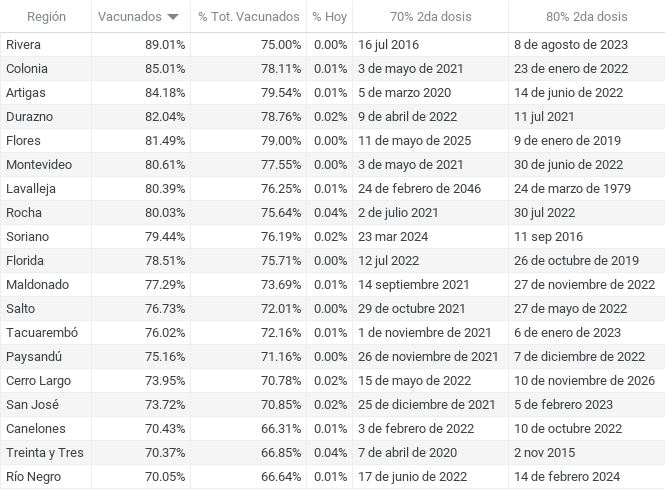 Región Vacunados % Tot. Vacunados % Hoy 70% 2da dosis 80% 2da dosis
Rivera 89.01% 75.00% 0.00% 16 jul 2016 8 de agosto de 2023
Colonia 85.01% 78.11% 0.01% 3 de mayo de 2021 23 de enero de 2022
Artigas 84.18% 79.54% 0.01% 5 de marzo 2020 14 de junio de 2022
Durazno 82.04% 78.76% 0.02% 9 de abril de 2022 11 jul 2021
Flores 81.49% 79.00% 0.00% 11 de mayo de 2025 9 de enero de 2019
Montevideo 80.61% 77.55% 0.00% 3 de mayo de 2021 30 de junio de 2022
Lavalleja 80.39% 76.25% 0.01% 24 de febrero de 2046 24 de marzo de 1979
Rocha 80.03% 75.64% 0.04% 2 de julio 2021 30 jul 2022
Soriano 79.44% 76.19% 0.02% 23 mar 2024 11 sep 2016
Florida 78.51% 75.71% 0.00% 12 jul 2022 26 de octubre de 2019
Maldonado 77.29% 73.69% 0.01% 14 septiembre 2021 27 de noviembre de 2022
Salto 76.73% 72.01% 0.00% 29 de octubre 2021 27 de mayo de 2022
Tacuarembó 76.02% 72.16% 0.01% 1 de noviembre de 2021 6 de enero de 2023
Paysandú 75.16% 71.16% 0.00% 26 de noviembre de 2021 7 de diciembre de 2022
Cerro Largo 73.95% 70.78% 0.02% 15 de mayo de 2022 10 de noviembre de 2026
San José 73.72% 70.85% 0.02% 25 de diciembre de 2021 5 de febrero 2023
Canelones 70.43% 66.31% 0.01% 3 de febrero de 2022 10 de octubre de 2022
Treinta y Tres 70.37% 66.85% 0.04% 7 de abril de 2020 2 nov 2015
Río Negro 70.05% 66.64% 0.01% 17 de junio de 2022 14 de febrero 2024